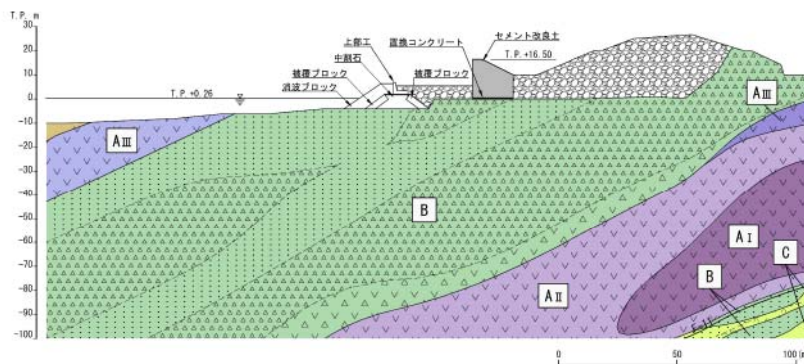 T.P. m
30
20
10
0
-10
-20
-30
-40
-50
-60
-70
-80
-90
-100
上部工
中割石
被覆ブロック
消波ブロック
置換コンクリート
被覆ブロック
セメント改良土
T.P.+16.50
T.P.+0.26
AⅢ
AⅢ
B
AⅠ
AⅡ
B
C
0 50 100